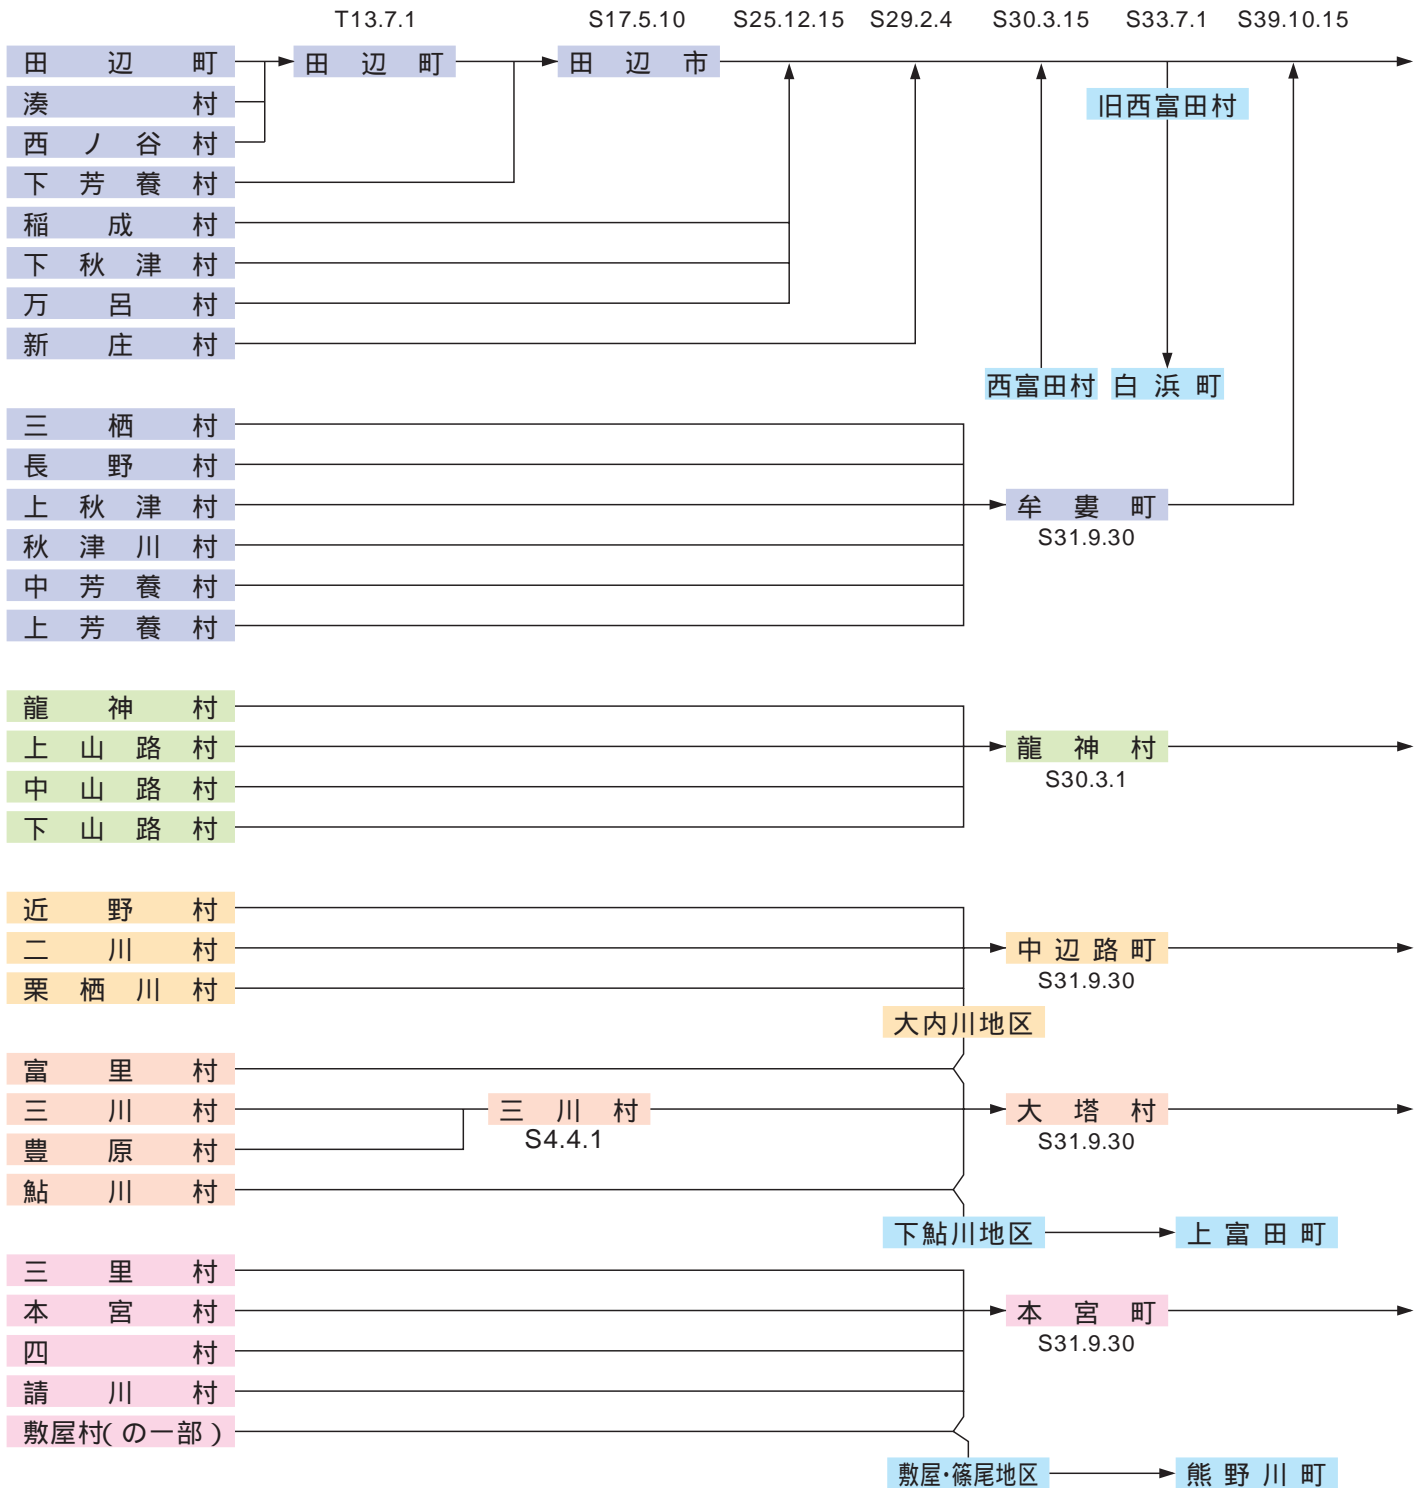 T13.7.1 S17.5.10 S25.12.15 S29.2.4 S30.3.15 S33.7.1 S39.10.15
田辺町 田辺町 田辺市
湊村 旧西富田村
西ノ谷村
下芳養村
稲成村
下秋津村
万呂村
新庄村
西富田村 白浜町
三栖村
長野村
上秋津村 牟婁町
秋津川村 S31.9.30
中芳養村
上芳養村
龍神村
上山路村 龍神村
中山路村 S30.3.1
下山路村
近野村
二川村 中辺路町
栗栖川村 S31.9.30
大内川地区
富里村
三川村 三川村 大塔村
豊原村 S4.4.1 S31.9.30
鮎川村
下鮎川地区 上富田町
三里村
本宮村 本宮町
四村 S31.9.30
請川村
敷屋村(の一部)
敷屋・篠尾地区 熊野川町